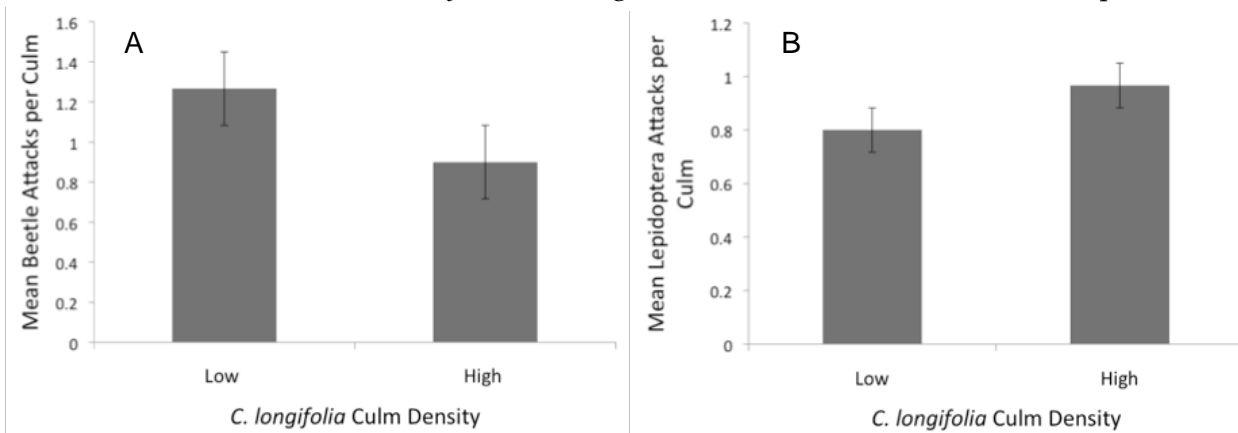 A
1.6
1.4
1.2
1
0.8
0.6
0.4
0.2
0
Mean Beetle Attacks per Culm
Low
High
C. longifolia Culm Density
B
1.2
1
0.8
0.6
0.4
0.2
0
Mean Lepidoptera Attacks per
Culm
Low
High
C. longifolia Culm Density